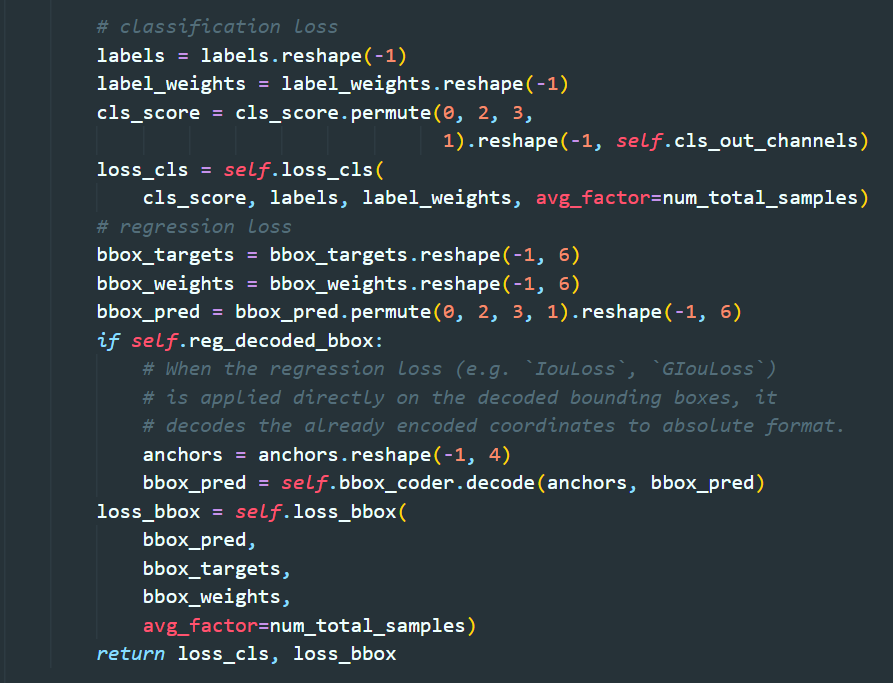 # classification loss
labels = labels.reshape(-1)
label_weights = label_weights.reshape(-1)
cls_score = cls_score.permute(0, 2, 3,
                              1).reshape(-1, self.cls_out_channels)
loss_cls = self.loss_cls(
    cls_score, labels, label_weights, avg_factor=num_total_samples)
# regression loss
bbox_targets = bbox_targets.reshape(-1, 6)
bbox_weights = bbox_weights.reshape(-1, 6)
bbox_pred = bbox_pred.permute(0, 2, 3, 1).reshape(-1, 6)
if self.reg_decoded_bbox:
    # When the regression loss (e.g. `IouLoss`, `GIouLoss`)
    # is applied directly on the decoded bounding boxes, it
    # decodes the already encoded coordinates to absolute format.
    anchors = anchors.reshape(-1, 4)
    bbox_pred = self.bbox_coder.decode(anchors, bbox_pred)
loss_bbox = self.loss_bbox(
    bbox_pred,
    bbox_targets,
    bbox_weights,
    avg_factor=num_total_samples)
return loss_cls, loss_bbox